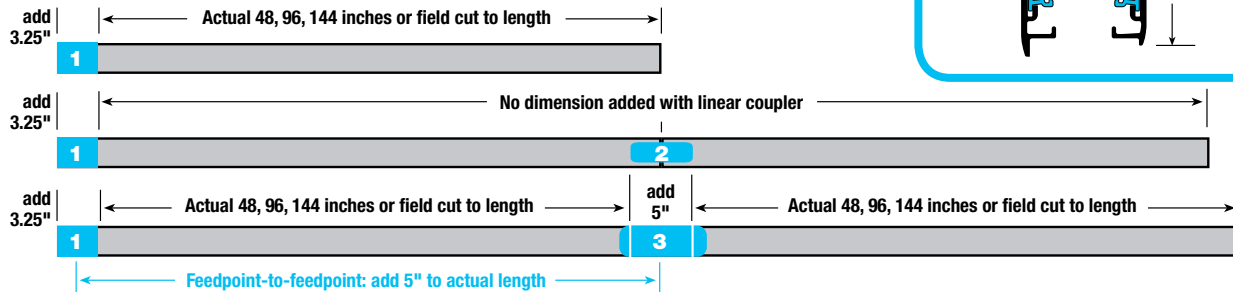 add
3.25"
Actual 48, 96, 144 inches or field cut to length
1
add
3.25"
No dimension added with linear coupler
1
2
add
3.25"
Actual 48, 96, 144 inches or field cut to length
add
5"
Actual 48, 96, 144 inches or field cut to length
1
3
Feedpoint-to-feedpoint: add 5" to actual length